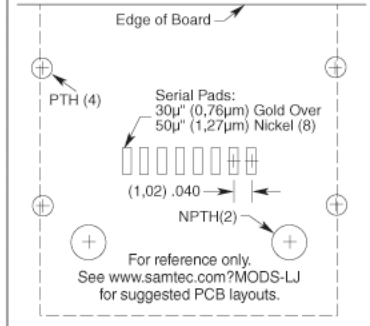 Edge of Board
PTH (4)
Serial Pads:
30µ" (0,76µm) Gold Over
50µ" (1,27µm) Nickel (8)
(1,02) .040
NPTH(2)
For reference only.
See www.samtec.com?MODS-LJ
for suggested PCB layouts.